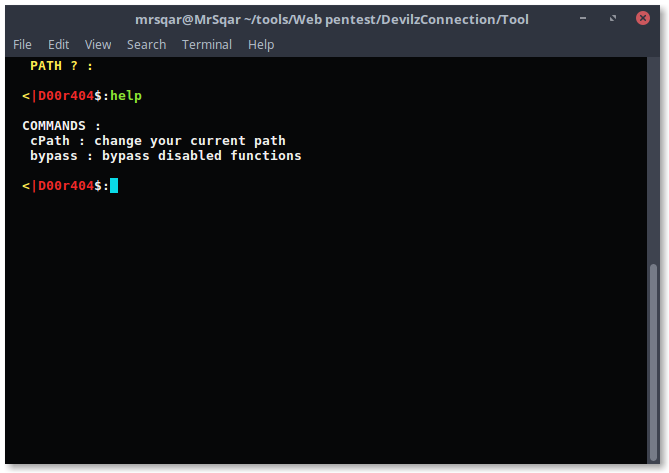 mrsqar@MrSqar ~/tools/Web pentest/DevilzConnection/Tool
File Edit View Search Terminal Help
PATH ? :
<|D00r404$:help
COMMANDS :
cPath : change your current path
bypass : bypass disabled functions
<|D00r404$: